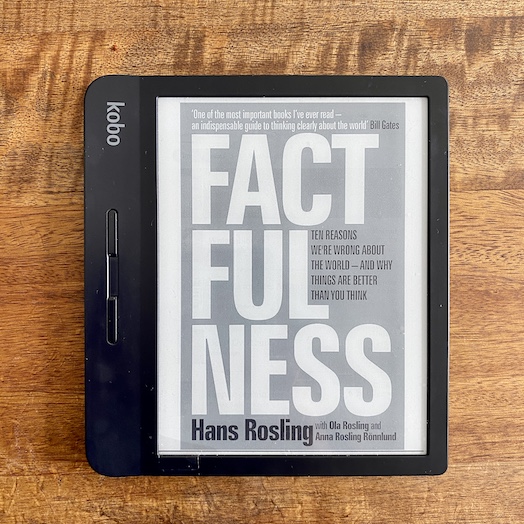 kobo
'One of the most important books I've ever read –
an indispensable guide to thinking clearly about the world' Bill Gates
FACT
FUL
NESS
TEN REASONS
WE'RE WRONG ABOUT
THE WORLD – AND WHY
THINGS ARE BETTER
THAN YOU THINK
Hans Rosling with Ola Rosling and
Anna Rosling Rönnlund